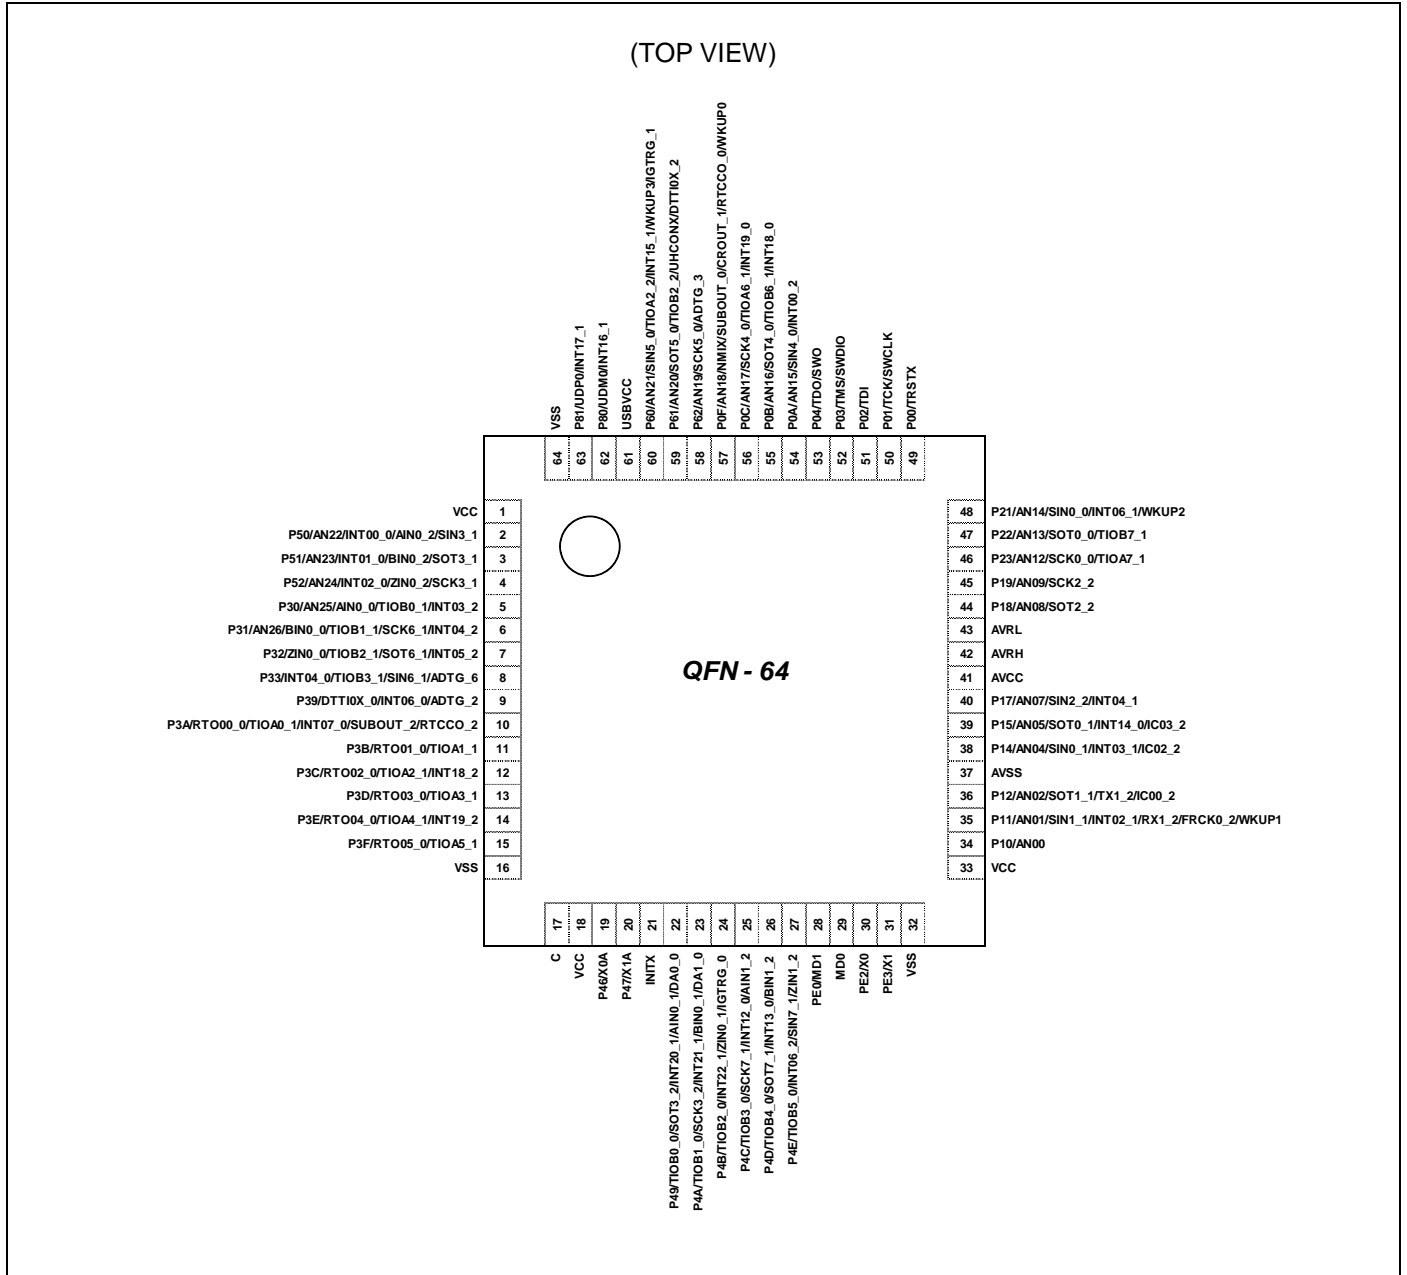 (TOP VIEW)
VSS
P81/UDP0/INT17_1
P80/UDM0/INT16_1
USBVCC
P60/AN21/SIN5_0/TIOA2_2/INT15_1/WKUP3/IGTRG_1
P61/AN20/SOT5_0/TIOB2_2/UHCONX/DTTI0X_2
P62/AN19/SCK5_0/ADTG_3
P0F/AN18/NMIX/SUBOUT_0/CROUT_1/RTCCO_0/WKUP0
P0C/AN17/SCK4_0/TIOA6_1/INT19_0
P0B/AN16/SOT4_0/TIOB6_1/INT18_0
P0A/AN15/SIN4_0/INT00_2
P04/TDO/SWO
P03/TMS/SWDIO
P02/TDI
P01/TCK/SWCLK
P00/TRSTX
64 63 62 61 60 59 58 57 56 55 54 53 52 51 50 49
VCC 1
P50/AN22/INT00_0/AIN0_2/SIN3_1 2
P51/AN23/INT01_0/BIN0_2/SOT3_1 3
P52/AN24/INT02_0/ZIN0_2/SCK3_1 4
P30/AN25/AIN0_0/TIOB0_1/INT03_2 5
P31/AN26/BIN0_0/TIOB1_1/SCK6_1/INT04_2 6
P32/ZIN0_0/TIOB2_1/SOT6_1/INT05_2 7
P33/INT04_0/TIOB3_1/SIN6_1/ADTG_6 8
P39/DTTI0X_0/INT06_0/ADTG_2 9
P3A/RTO00_0/TIOA0_1/INT07_0/SUBOUT_2/RTCCO_2 10
P3B/RTO01_0/TIOA1_1 11
P3C/RTO02_0/TIOA2_1/INT18_2 12
P3D/RTO03_0/TIOA3_1 13
P3E/RTO04_0/TIOA4_1/INT19_2 14
P3F/RTO05_0/TIOA5_1 15
VSS 16
QFN - 64
48 P21/AN14/SIN0_0/INT06_1/WKUP2
47 P22/AN13/SOT0_0/TIOB7_1
46 P23/AN12/SCK0_0/TIOA7_1
45 P19/AN09/SCK2_2
44 P18/AN08/SOT2_2
43 AVRL
42 AVRH
41 AVCC
40 P17/AN07/SIN2_2/INT04_1
39 P15/AN05/SOT0_1/INT14_0/IC03_2
38 P14/AN04/SIN0_1/INT03_1/IC02_2
37 AVSS
36 P12/AN02/SOT1_1/TX1_2/IC00_2
35 P11/AN01/SIN1_1/INT02_1/RX1_2/FRCK0_2/WKUP1
34 P10/AN00
33 VCC
17 18 19 20 21 22 23 24 25 26 27 28 29 30 31 32
C
VCC
P46/X0A
P47/X1A
INITX
P49/TIOB0_0/SOT3_2/INT20_1/AIN0_1/DA0_0
P4A/TIOB1_0/SCK3_2/INT21_1/BIN0_1/DA1_0
P4B/TIOB2_0/INT22_1/ZIN0_1/IGTRG_0
P4C/TIOB3_0/SCK7_1/INT12_0/AIN1_2
P4D/TIOB4_0/SOT7_1/INT13_0/BIN1_2
P4E/TIOB5_0/INT06_2/SIN7_1/ZIN1_2
PE0/MD1
MD0
PE2/X0
PE3/X1
VSS